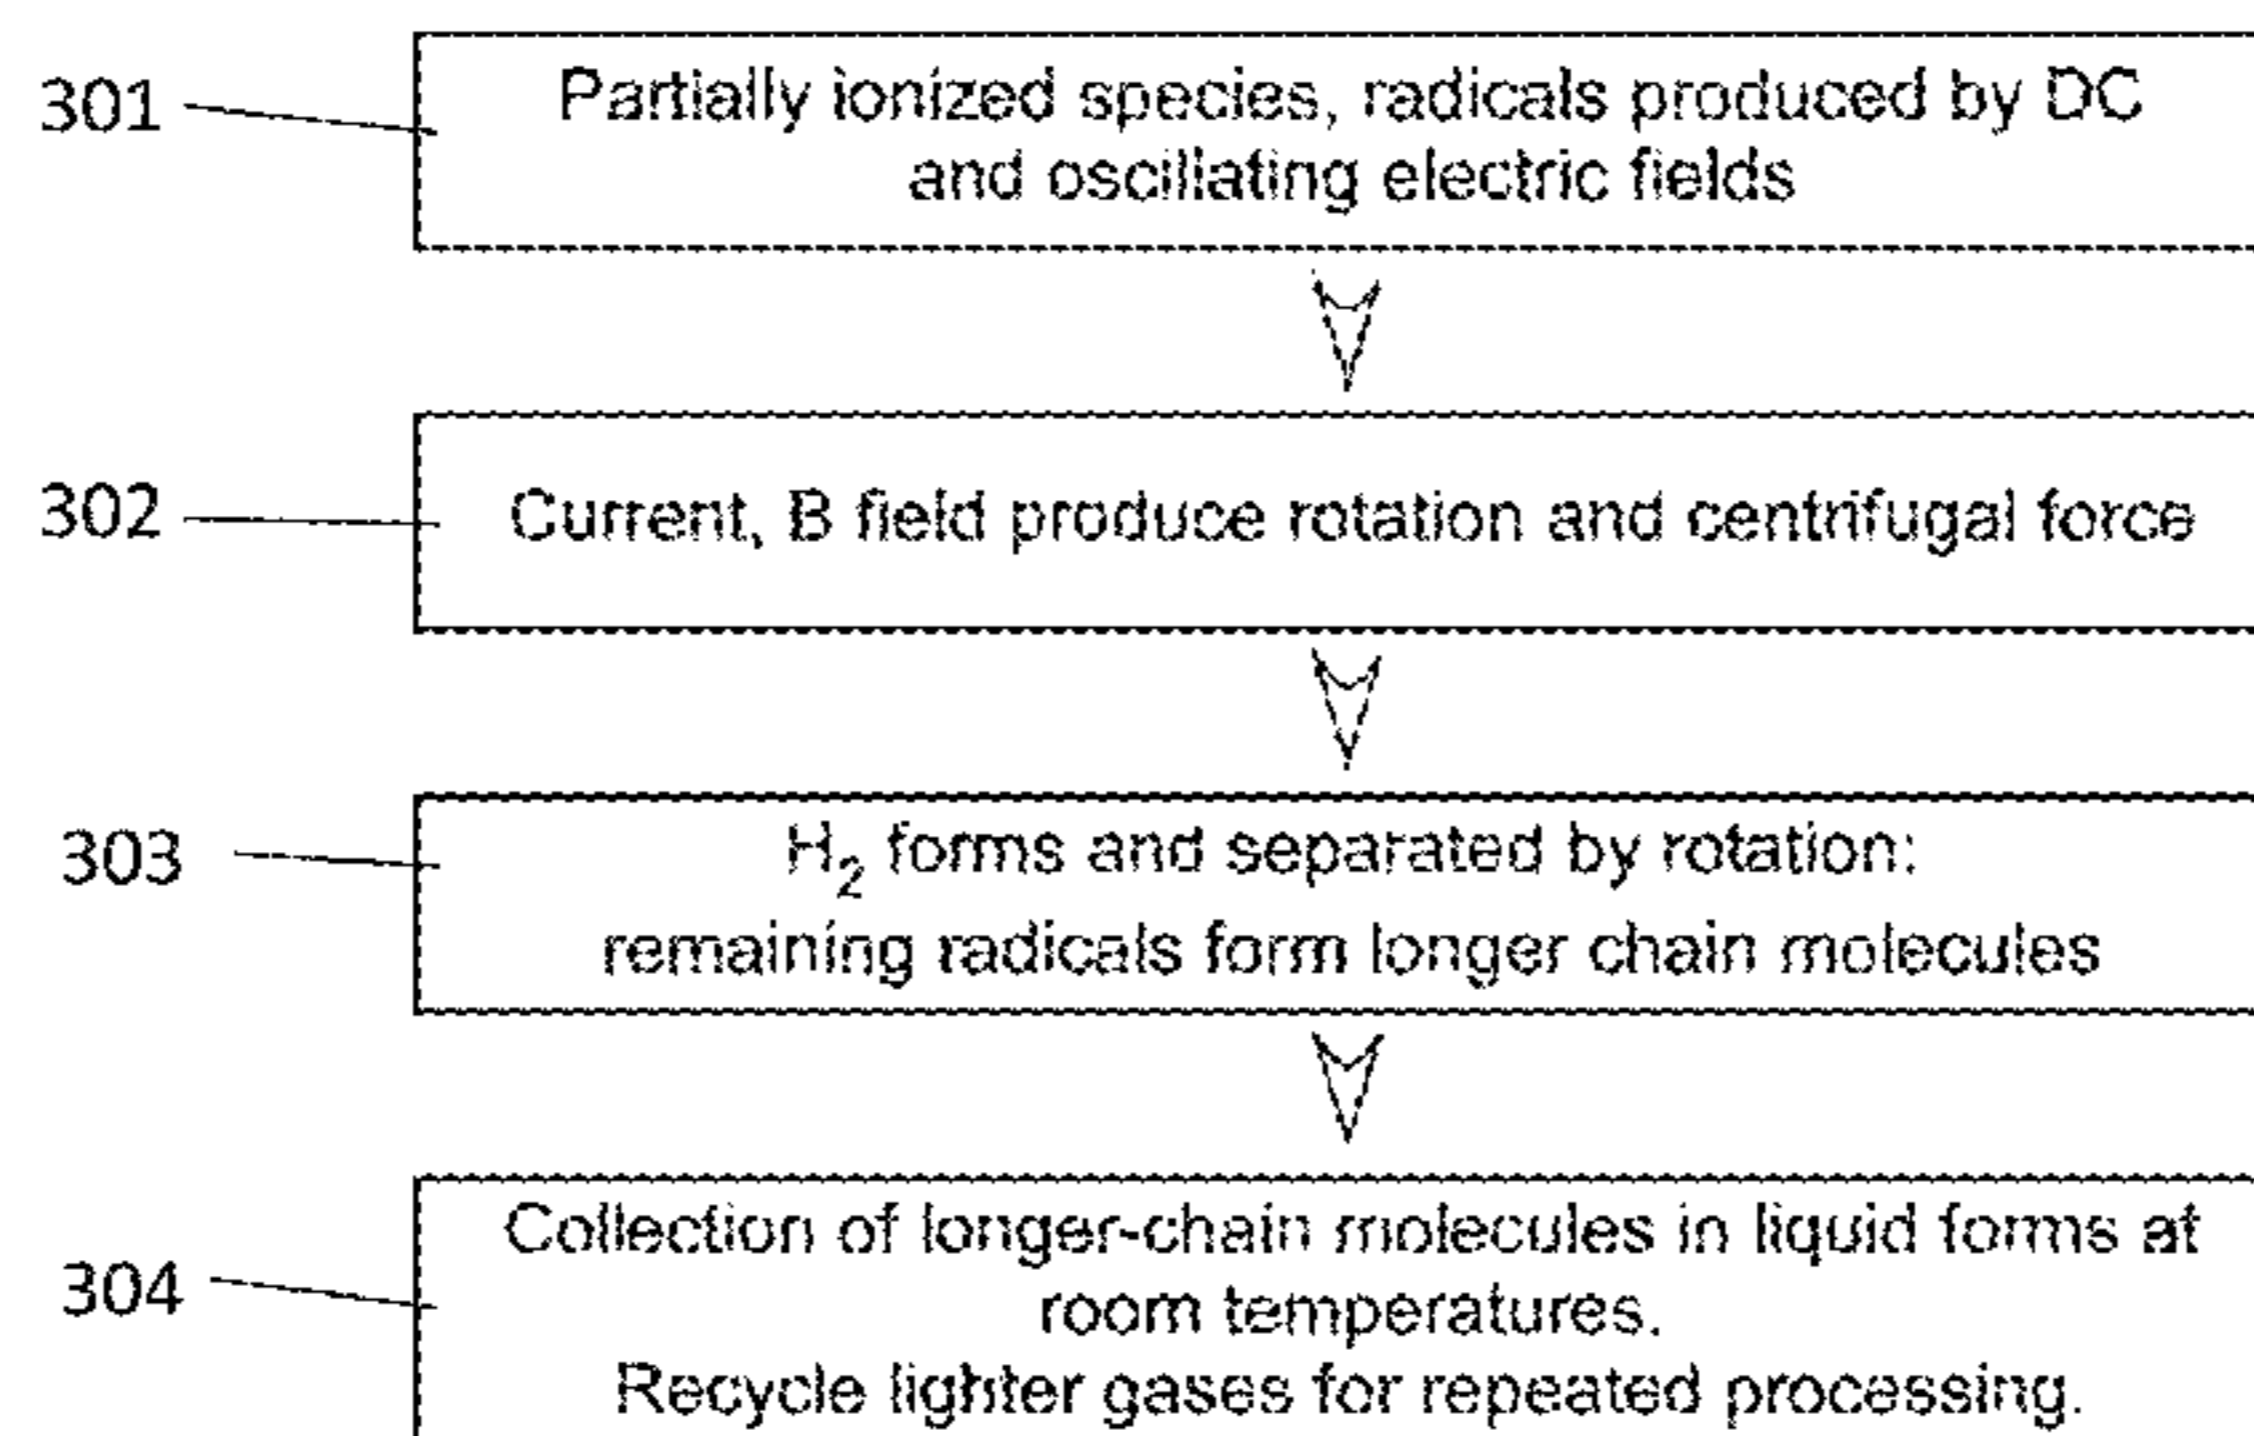 301
Partially ionized species, radicals produced by DC
and oscillating electric fields
302
Current, B field produce rotation and centrifugal force
303
H₂ forms and separated by rotation:
remaining radicals form longer chain molecules
304
Collection of longer-chain molecules in liquid forms at
room temperatures.
Recycle lighter gases for repeated processing.